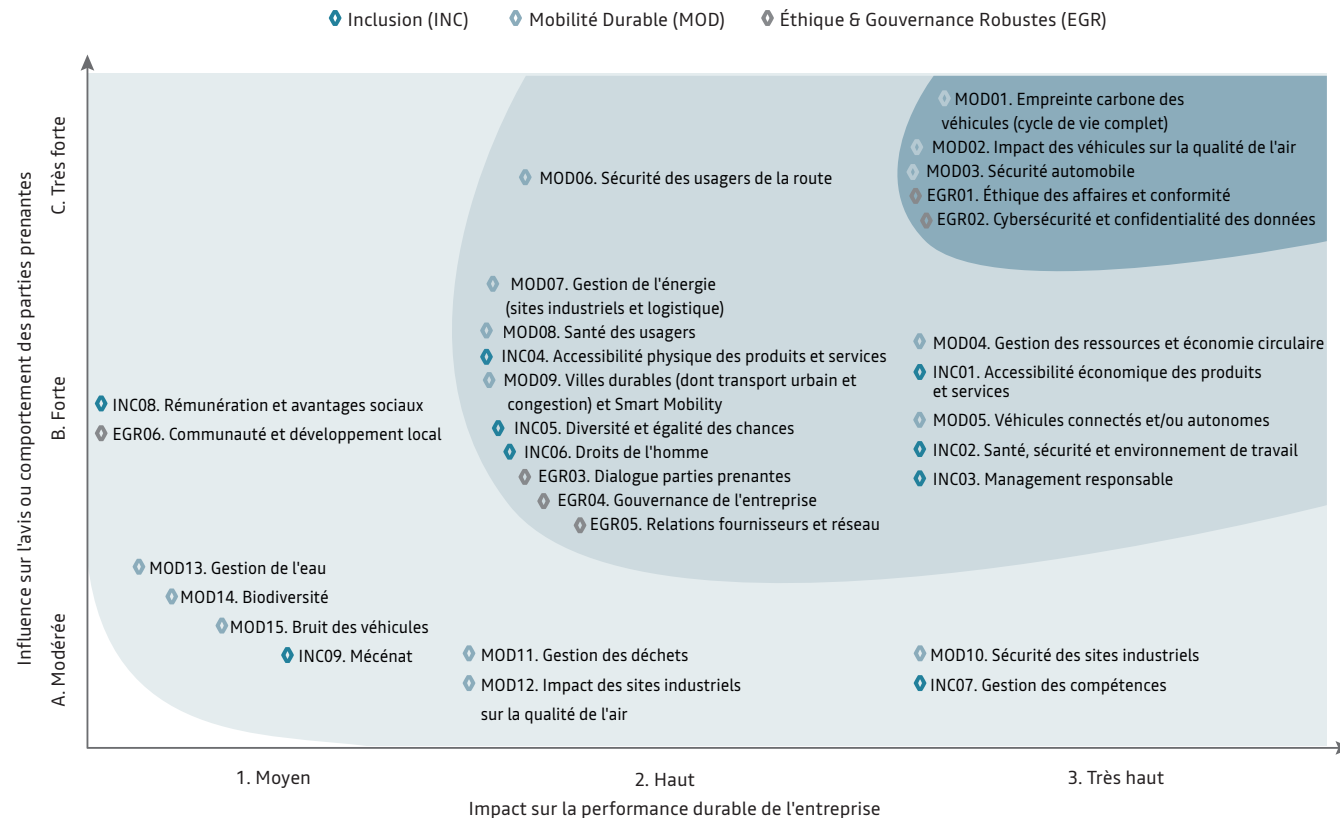 Inclusion (INC) Mobilité Durable (MOD) Éthique & Gouvernance Robustes (EGR)
Influence sur l'avis ou comportement des parties prenantes
C. Très forte
B. Forte
A. Modérée
MOD01. Empreinte carbone des
véhicules (cycle de vie complet)
MOD02. Impact des véhicules sur la qualité de l'air
MOD03. Sécurité automobile
EGR01. Éthique des affaires et conformité
EGR02. Cybersécurité et confidentialité des données
MOD06. Sécurité des usagers de la route
MOD07. Gestion de l'énergie
(sites industriels et logistique)
MOD08. Santé des usagers
INC04. Accessibilité physique des produits et services
MOD09. Villes durables (dont transport urbain et
congestion) et Smart Mobility
INC05. Diversité et égalité des chances
INC06. Droits de l'homme
EGR03. Dialogue parties prenantes
EGR04. Gouvernance de l'entreprise
EGR05. Relations fournisseurs et réseau
MOD04. Gestion des ressources et économie circulaire
INC01. Accessibilité économique des produits
et services
MOD05. Véhicules connectés et/ou autonomes
INC02. Santé, sécurité et environnement de travail
INC03. Management responsable
INC08. Rémunération et avantages sociaux
EGR06. Communauté et développement local
MOD13. Gestion de l'eau
MOD14. Biodiversité
MOD15. Bruit des véhicules
INC09. Mécénat
MOD11. Gestion des déchets
MOD12. Impact des sites industriels
sur la qualité de l'air
MOD10. Sécurité des sites industriels
INC07. Gestion des compétences
1. Moyen
2. Haut
3. Très haut
Impact sur la performance durable de l'entreprise